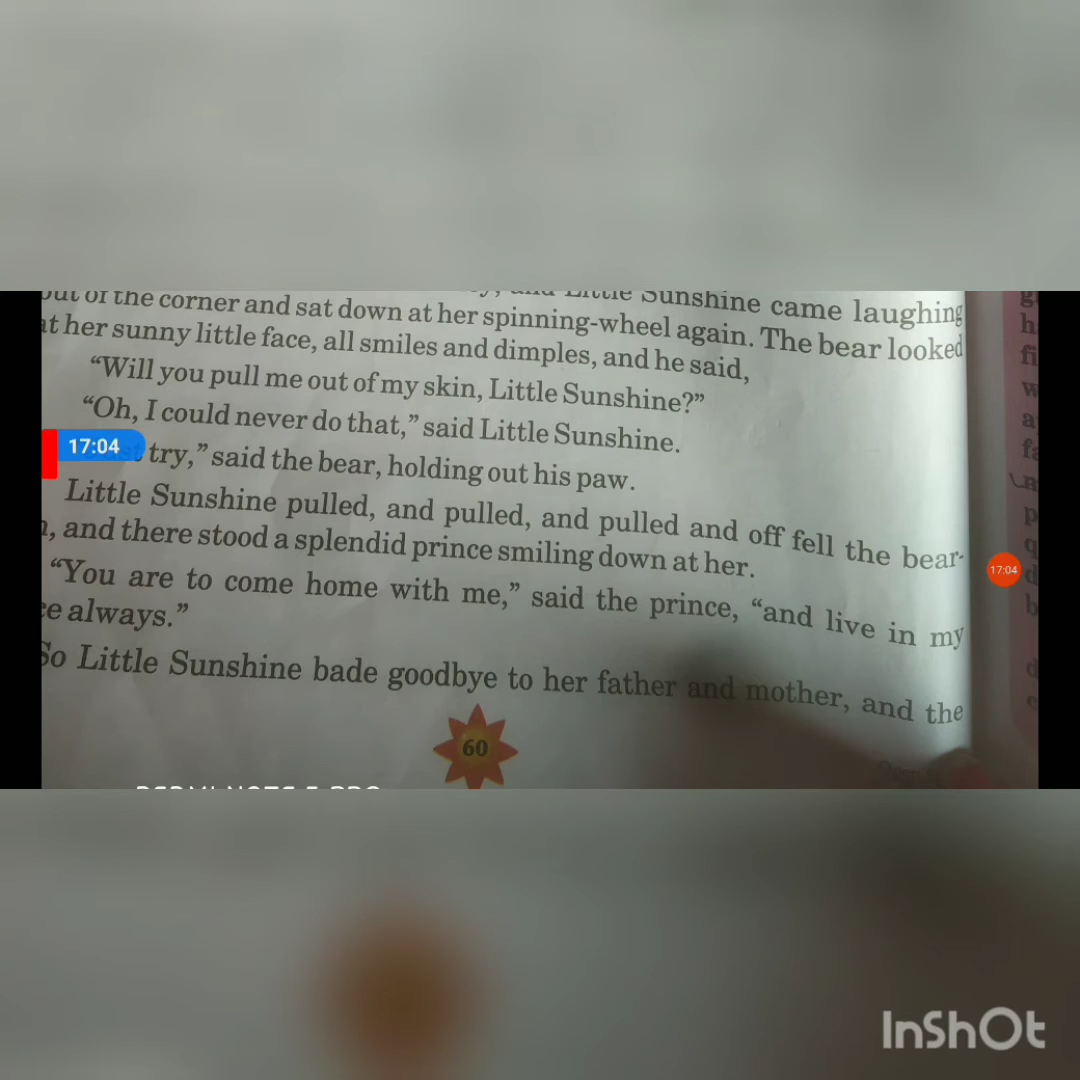 Little Sunshine came laughing
out of the corner and sat down at her spinning-wheel again. The bear looked
at her sunny little face, all smiles and dimples, and he said,
“Will you pull me out of my skin, Little Sunshine?”
“Oh, I could never do that,” said Little Sunshine.
17:04
try,” said the bear, holding out his paw.
Little Sunshine pulled, and pulled, and pulled and off fell the bear-
, and there stood a splendid prince smiling down at her.
17:04
“You are to come home with me,” said the prince, “and live in my
always.”
So Little Sunshine bade goodbye to her father and mother, and the
60
InShOt